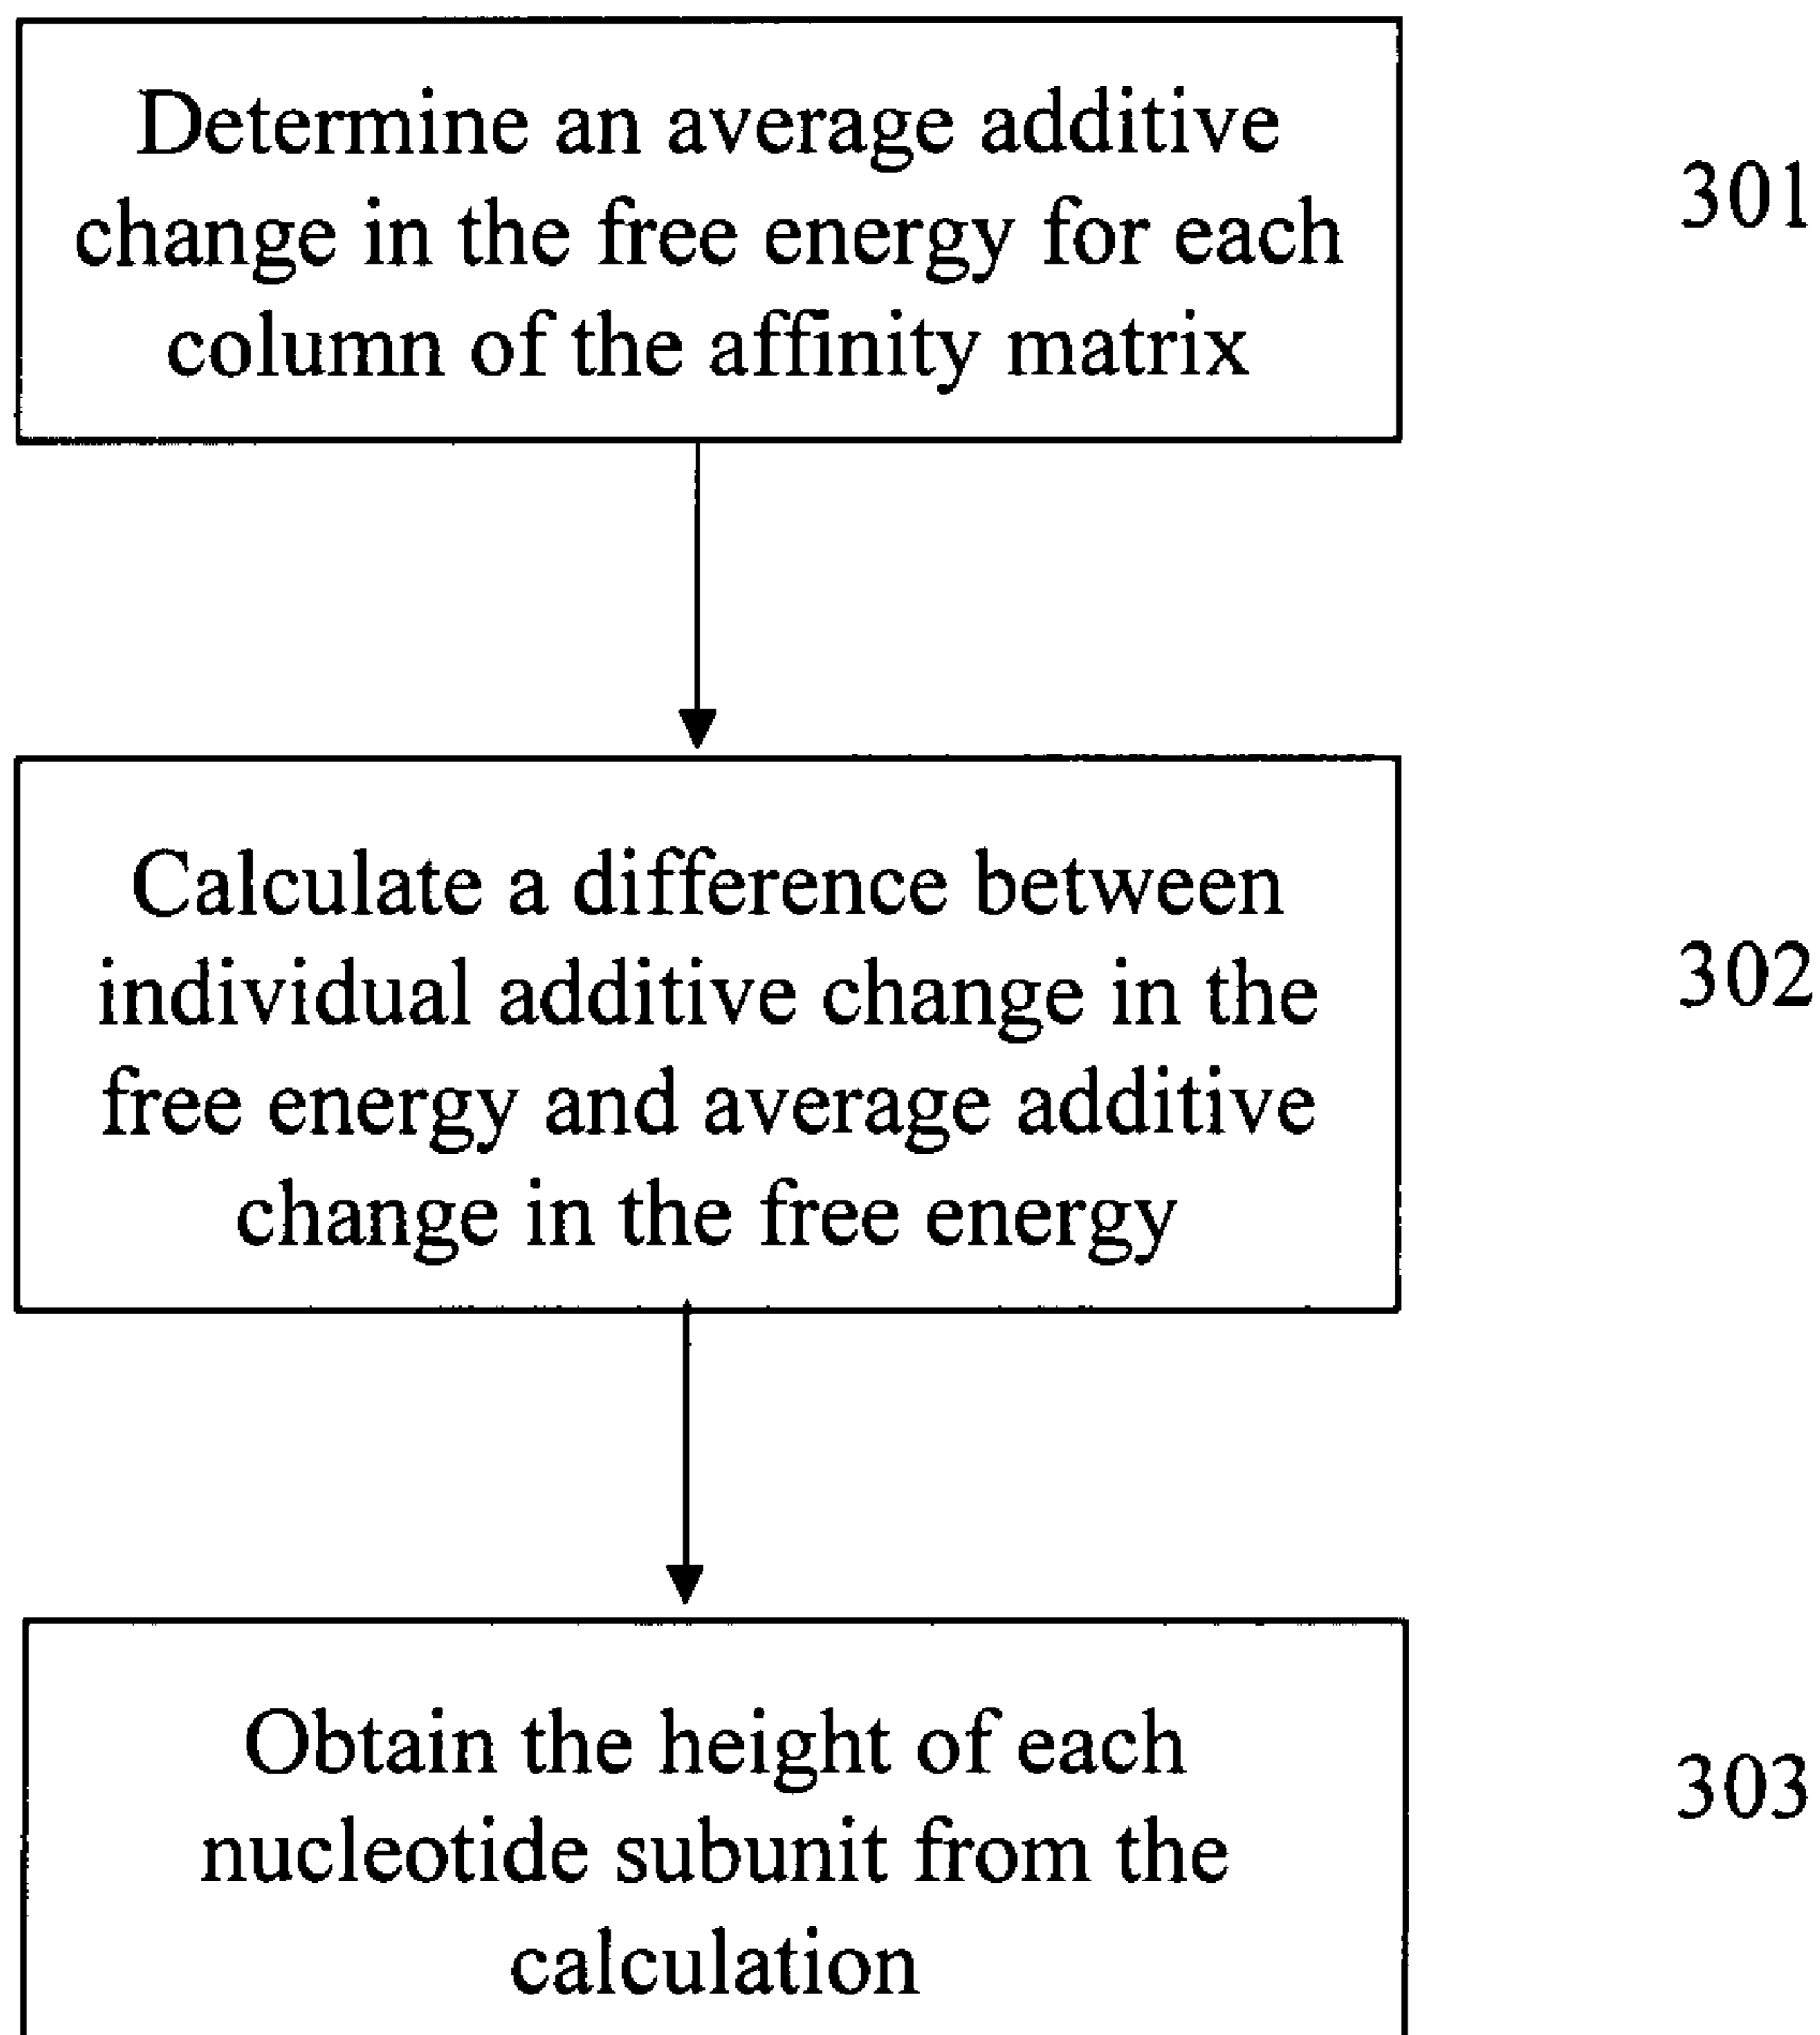 Determine an average additive
change in the free energy for each
column of the affinity matrix
301
Calculate a difference between
individual additive change in the
free energy and average additive
change in the free energy
302
Obtain the height of each
nucleotide subunit from the
calculation
303